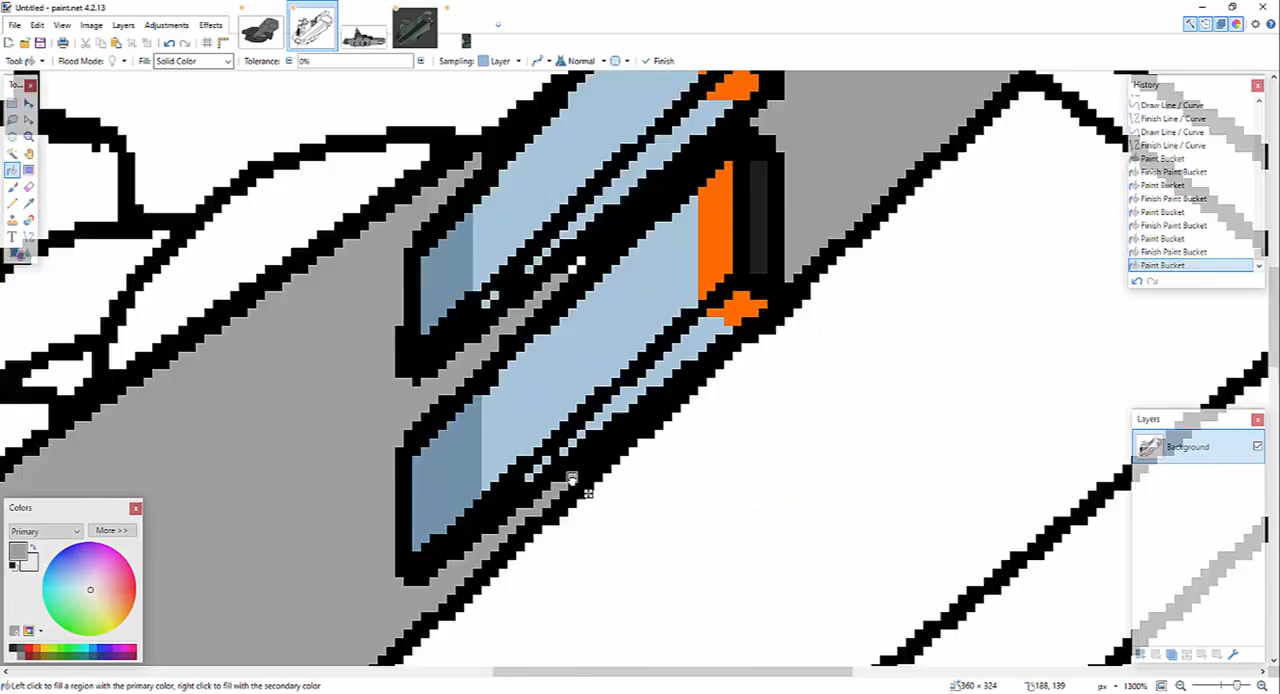 Untitled - paint.net 4.2.13
File Edit View Image Layers Adjustments Effects
Tool: Flood Mode: Fill: Solid Color Tolerance: 0% Sampling: Layer Normal Finish
To...
History
Draw Line / Curve
Finish Line / Curve
Draw Line / Curve
Finish Line / Curve
Paint Bucket
Finish Paint Bucket
Paint Bucket
Finish Paint Bucket
Paint Bucket
Finish Paint Bucket
Paint Bucket
Finish Paint Bucket
Paint Bucket
Layers
Background
Colors
Primary More >>
Left click to fill a region with the primary color, right click to fill with the secondary color
360 × 324 188, 139 px 1300%